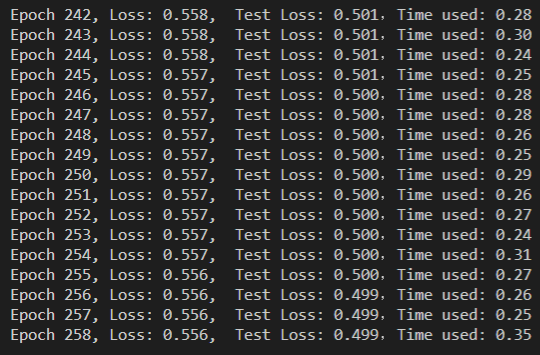 Epoch 242, Loss: 0.558,  Test Loss: 0.501, Time used: 0.28
Epoch 243, Loss: 0.558,  Test Loss: 0.501, Time used: 0.30
Epoch 244, Loss: 0.558,  Test Loss: 0.501, Time used: 0.24
Epoch 245, Loss: 0.557,  Test Loss: 0.501, Time used: 0.25
Epoch 246, Loss: 0.557,  Test Loss: 0.500, Time used: 0.28
Epoch 247, Loss: 0.557,  Test Loss: 0.500, Time used: 0.28
Epoch 248, Loss: 0.557,  Test Loss: 0.500, Time used: 0.26
Epoch 249, Loss: 0.557,  Test Loss: 0.500, Time used: 0.25
Epoch 250, Loss: 0.557,  Test Loss: 0.500, Time used: 0.29
Epoch 251, Loss: 0.557,  Test Loss: 0.500, Time used: 0.26
Epoch 252, Loss: 0.557,  Test Loss: 0.500, Time used: 0.27
Epoch 253, Loss: 0.557,  Test Loss: 0.500, Time used: 0.24
Epoch 254, Loss: 0.557,  Test Loss: 0.500, Time used: 0.31
Epoch 255, Loss: 0.556,  Test Loss: 0.500, Time used: 0.27
Epoch 256, Loss: 0.556,  Test Loss: 0.499, Time used: 0.26
Epoch 257, Loss: 0.556,  Test Loss: 0.499, Time used: 0.25
Epoch 258, Loss: 0.556,  Test Loss: 0.499, Time used: 0.35